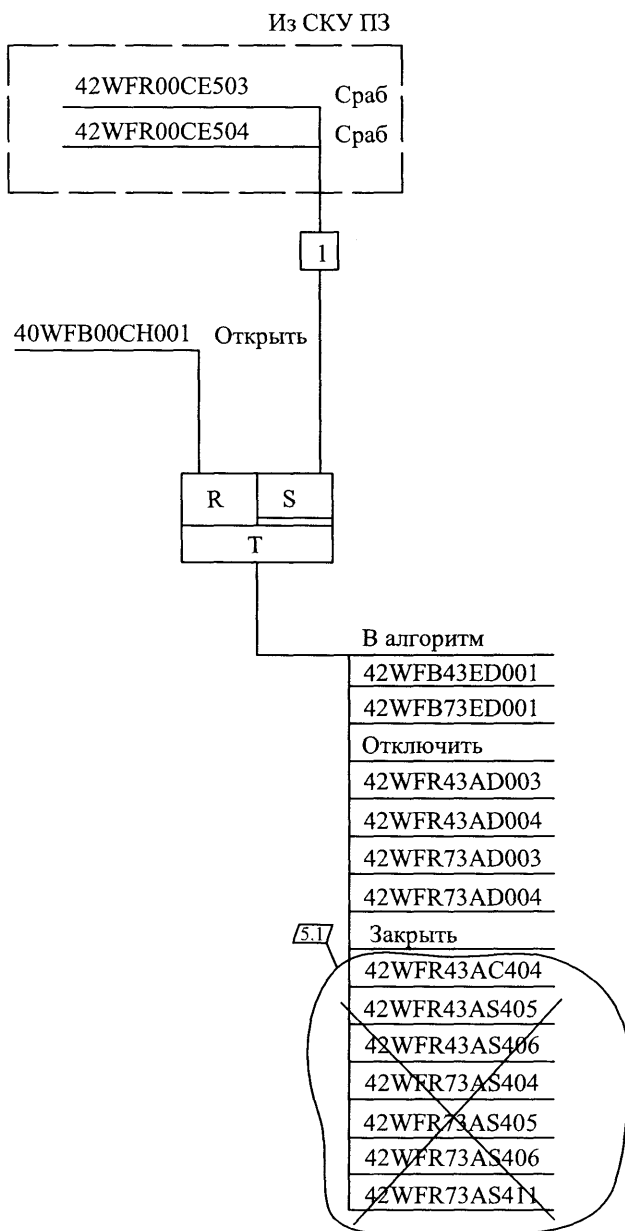 Из СКУ ПЗ
42WFR00CE503 Сраб
42WFR00CE504 Сраб
1
40WFB00CH001 Открыть
R S
T
В алгоритм
42WFB43ED001
42WFB73ED001
Отключить
42WFR43AD003
42WFR43AD004
42WFR73AD003
42WFR73AD004
5.1 Закрыть
42WFR43AC404
42WFR43AS405
42WFR43AS406
42WFR73AS404
42WFR73AS405
42WFR73AS406
42WFR73AS411